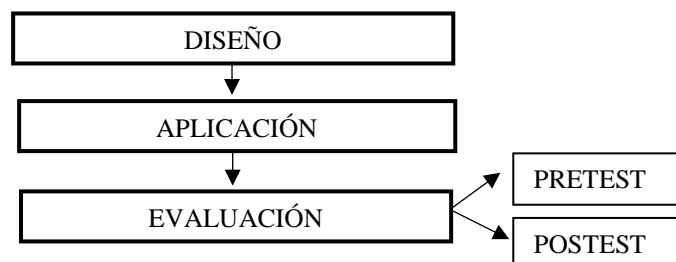 DISEÑO
APLICACIÓN
EVALUACIÓN
PRETEST
POSTEST